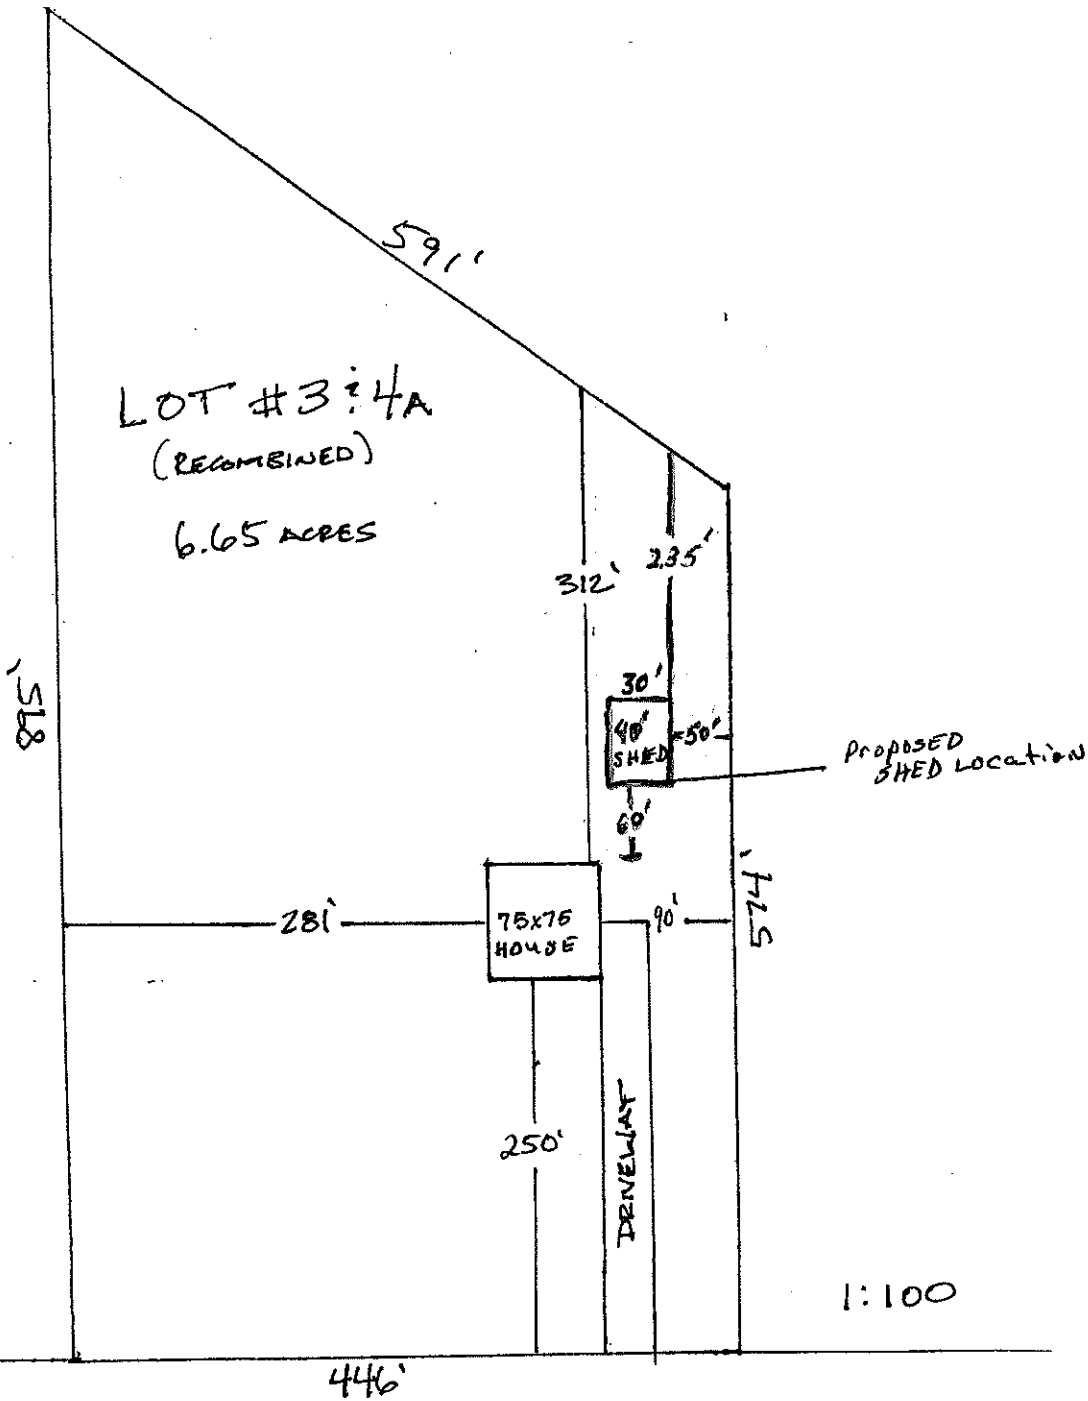 591'
LOT #3 & 4A
(RECOMBINED)
6.65 ACRES
312'
235'
30'
40'
SHED
50'
PROPOSED
SHED LOCATION
60'
574'
281'
75x75
HOUSE
90'
250'
DRIVEWAY
1:100
446'